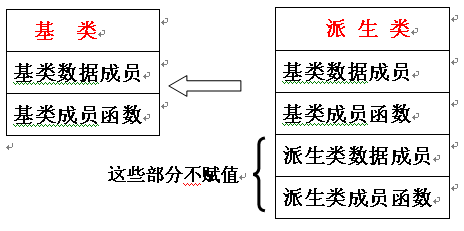 基 类
基类数据成员
基类成员函数
派 生 类
基类数据成员
基类成员函数
派生类数据成员
派生类成员函数
这些部分不赋值